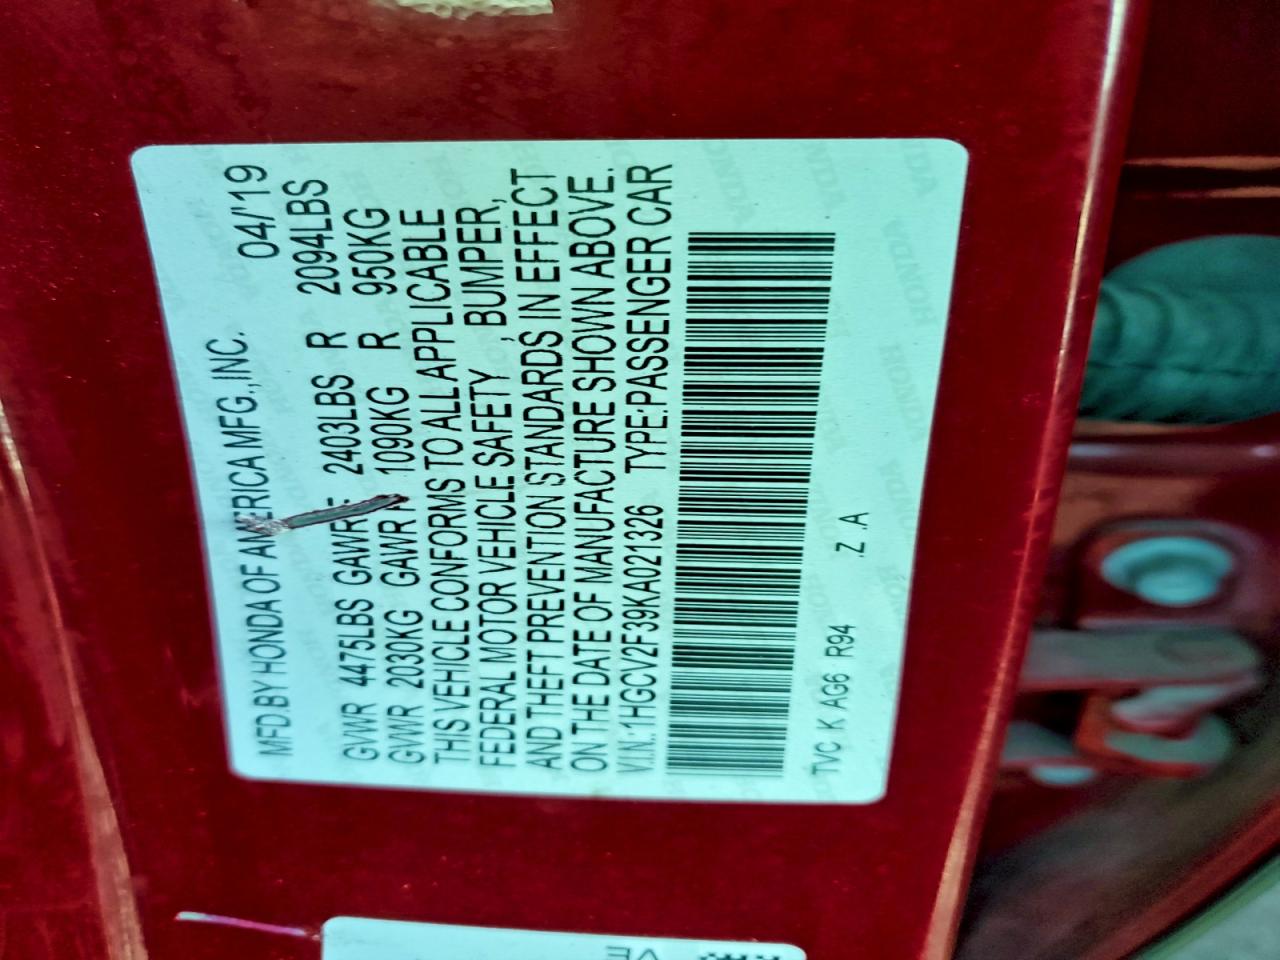 MFD.BY HONDA OF AMERICA MFG.,INC. 04/'19
GVWR 4475LBS GAWR F 2403LBS R 2094LBS
GVWR 2030KG GAWR 1090KG R 950KG
THIS VEHICLE CONFORMS TO ALL APPLICABLE
FEDERAL MOTOR VEHICLE SAFETY , BUMPER,
AND THEFT PREVENTION STANDARDS IN EFFECT
ON THE DATE OF MANUFACTURE SHOWN ABOVE.
V.I.N.:1HGCV2F39KA021326 TYPE:PASSENGER CAR
TVC K AG6 R94 .Z .A